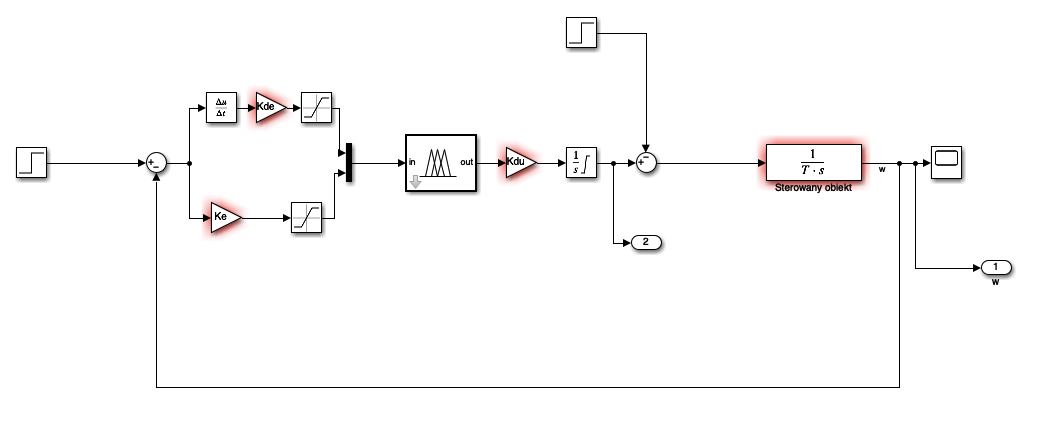 Δu
Δt
Kde
+
−
Ke
in
out
Kdu
1
s
−
+
2
1
T · s
Sterowany obiekt
w
1
w